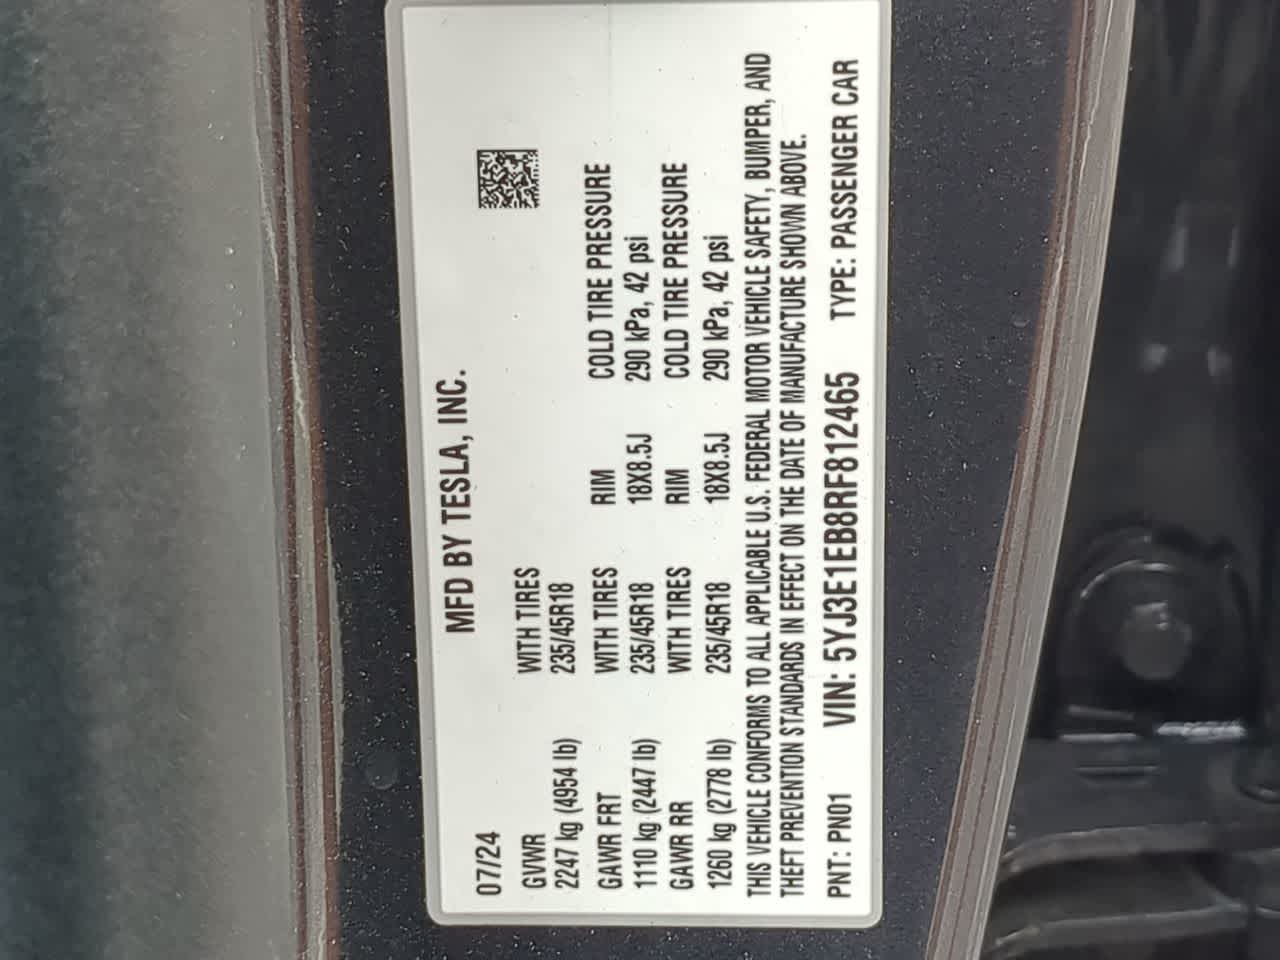 MFD BY TESLA, INC.
07/24
GVWR WITH TIRES
2247 kg (4954 lb) 235/45R18
GAWR FRT WITH TIRES RIM COLD TIRE PRESSURE
1110 kg (2447 lb) 235/45R18 18X8.5J 290 kPa, 42 psi
GAWR RR WITH TIRES RIM COLD TIRE PRESSURE
1260 kg (2778 lb) 235/45R18 18X8.5J 290 kPa, 42 psi
THIS VEHICLE CONFORMS TO ALL APPLICABLE U.S. FEDERAL MOTOR VEHICLE SAFETY, BUMPER, AND
THEFT PREVENTION STANDARDS IN EFFECT ON THE DATE OF MANUFACTURE SHOWN ABOVE.
PNT: PN01 VIN: 5YJ3E1EB8RF812465 TYPE: PASSENGER CAR